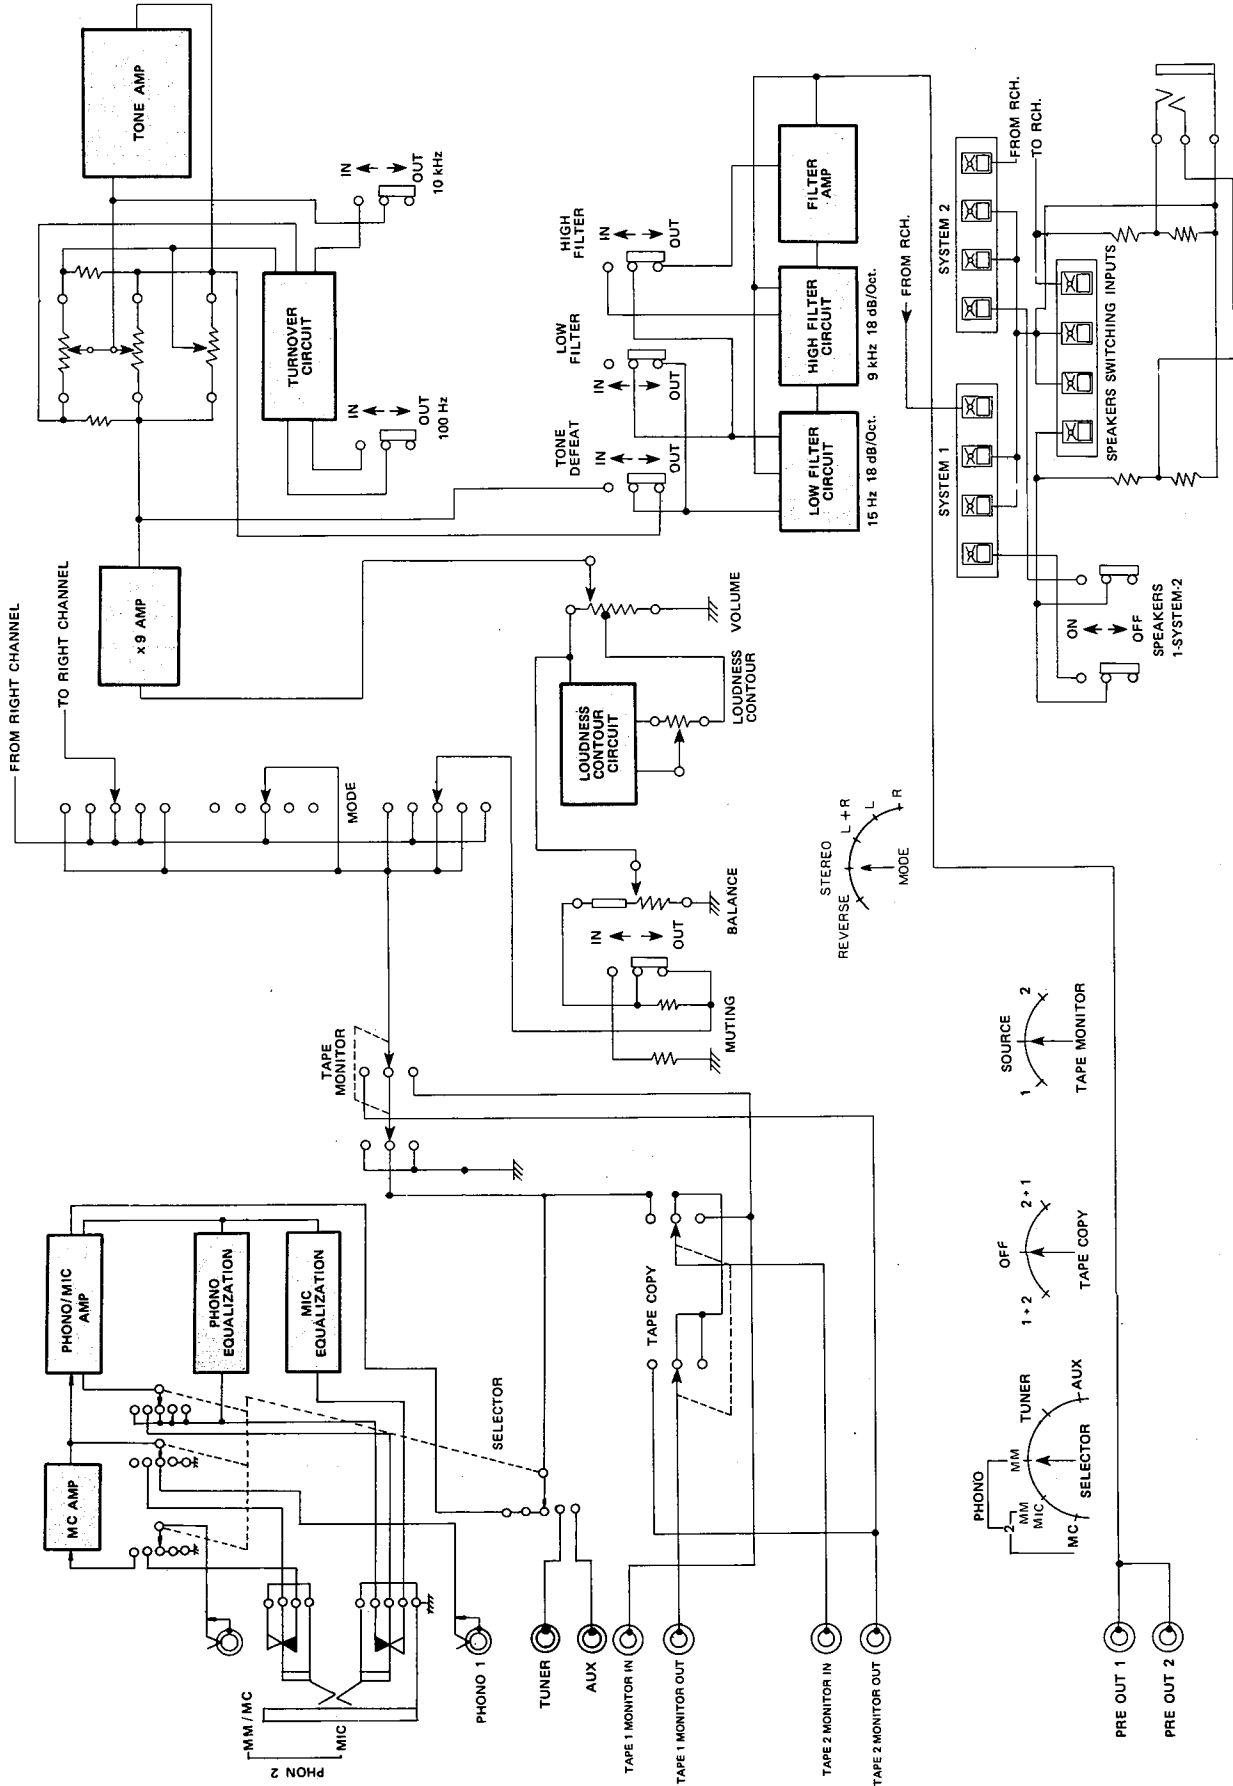 FROM RIGHT CHANNEL
TO RIGHT CHANNEL
x 9 AMP
TONE AMP
TURNOVER
CIRCUIT
IN
OUT
10 kHz
IN
OUT
100 Hz
MODE
PHONO/MIC
AMP
MC AMP
PHONO
EQUALIZATION
MIC
EQUALIZATION
SELECTOR
TAPE
MONITOR
TAPE COPY
MM / MC
MIC
PHON 2
PHONO 1
TUNER
AUX
TAPE 1 MONITOR IN
TAPE 1 MONITOR OUT
TAPE 2 MONITOR IN
TAPE 2 MONITOR OUT
PRE OUT 1
PRE OUT 2
MUTING
IN
OUT
BALANCE
LOUDNESS
CONTOUR
CIRCUIT
LOUDNESS
CONTOUR
VOLUME
TONE
DEFEAT
IN
OUT
LOW
FILTER
IN
OUT
HIGH
FILTER
IN
OUT
LOW FILTER
CIRCUIT
15 Hz 18 dB/Oct.
HIGH FILTER
CIRCUIT
9 kHz 18 dB/Oct.
FILTER
AMP
PHONO
2
MM
MIC
MC
MM
TUNER
AUX
SELECTOR
1 + 2
OFF
2 + 1
TAPE COPY
1
SOURCE
2
TAPE MONITOR
REVERSE
STEREO
L + R
L
R
MODE
FROM RCH.
SYSTEM 1
SYSTEM 2
FROM RCH.
TO RCH.
SPEAKERS SWITCHING INPUTS
ON
OFF
SPEAKERS
1-SYSTEM-2